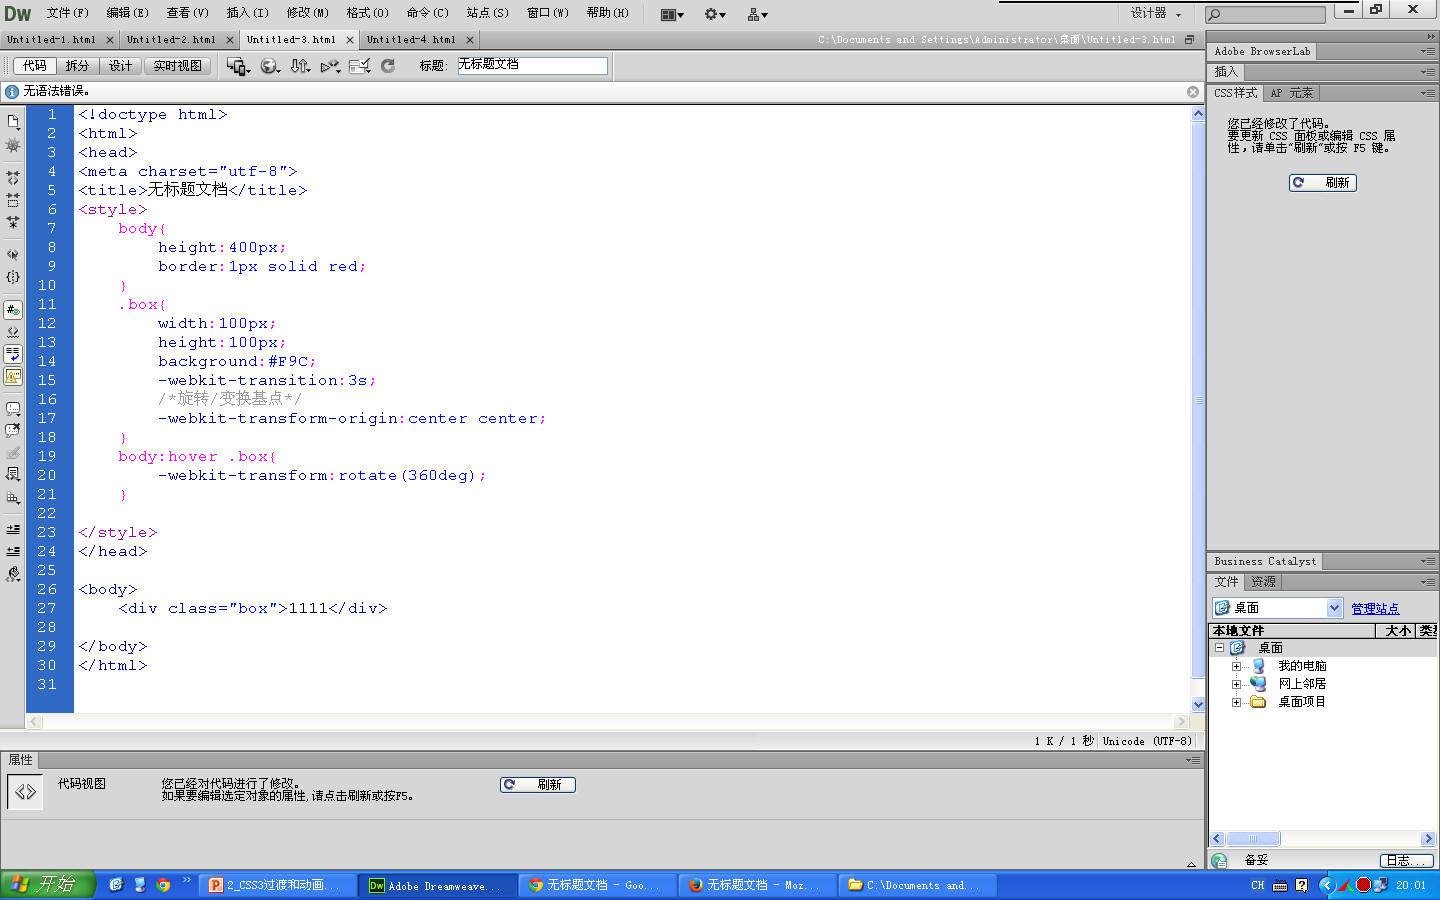 Dw 文件(F) 编辑(E) 查看(V) 插入(I) 修改(M) 格式(O) 命令(C) 站点(S) 窗口(W) 帮助(H) 设计器
Untitled-1.html Untitled-2.html Untitled-3.html Untitled-4.html C:\Documents and Settings\Administrator\桌面\Untitled-3.html
代码 拆分 设计 实时视图 标题: 无标题文档
无语法错误。
1 <!doctype html>
2 <html>
3 <head>
4 <meta charset="utf-8">
5 <title>无标题文档</title>
6 <style>
7 body{
8 height:400px;
9 border:1px solid red;
10 }
11 .box{
12 width:100px;
13 height:100px;
14 background:#F9C;
15 -webkit-transition:3s;
16 /*旋转/变换基点*/
17 -webkit-transform-origin:center center;
18 }
19 body:hover .box{
20 -webkit-transform:rotate(360deg);
21 }
22
23 </style>
24 </head>
25
26 <body>
27 <div class="box">1111</div>
28
29 </body>
30 </html>
31
1 K / 1 秒 Unicode (UTF-8)
属性
代码视图
您已经对代码进行了修改。
如果要编辑选定对象的属性,请点击刷新或按F5。
刷新
Adobe BrowserLab
插入
CSS样式 AP 元素
您已经修改了代码。
要更新 CSS 面板或编辑 CSS 属
性,请单击"刷新"或按 F5 键。
刷新
Business Catalyst
文件 资源
桌面 管理站点
本地文件 大小
桌面
我的电脑
网上邻居
桌面项目
备妥 日志...
开始 2_CSS3过渡和动画... Adobe Dreamweave... 无标题文档 - Goo... 无标题文档 - Moz... C:\Documents and... CH 20:01